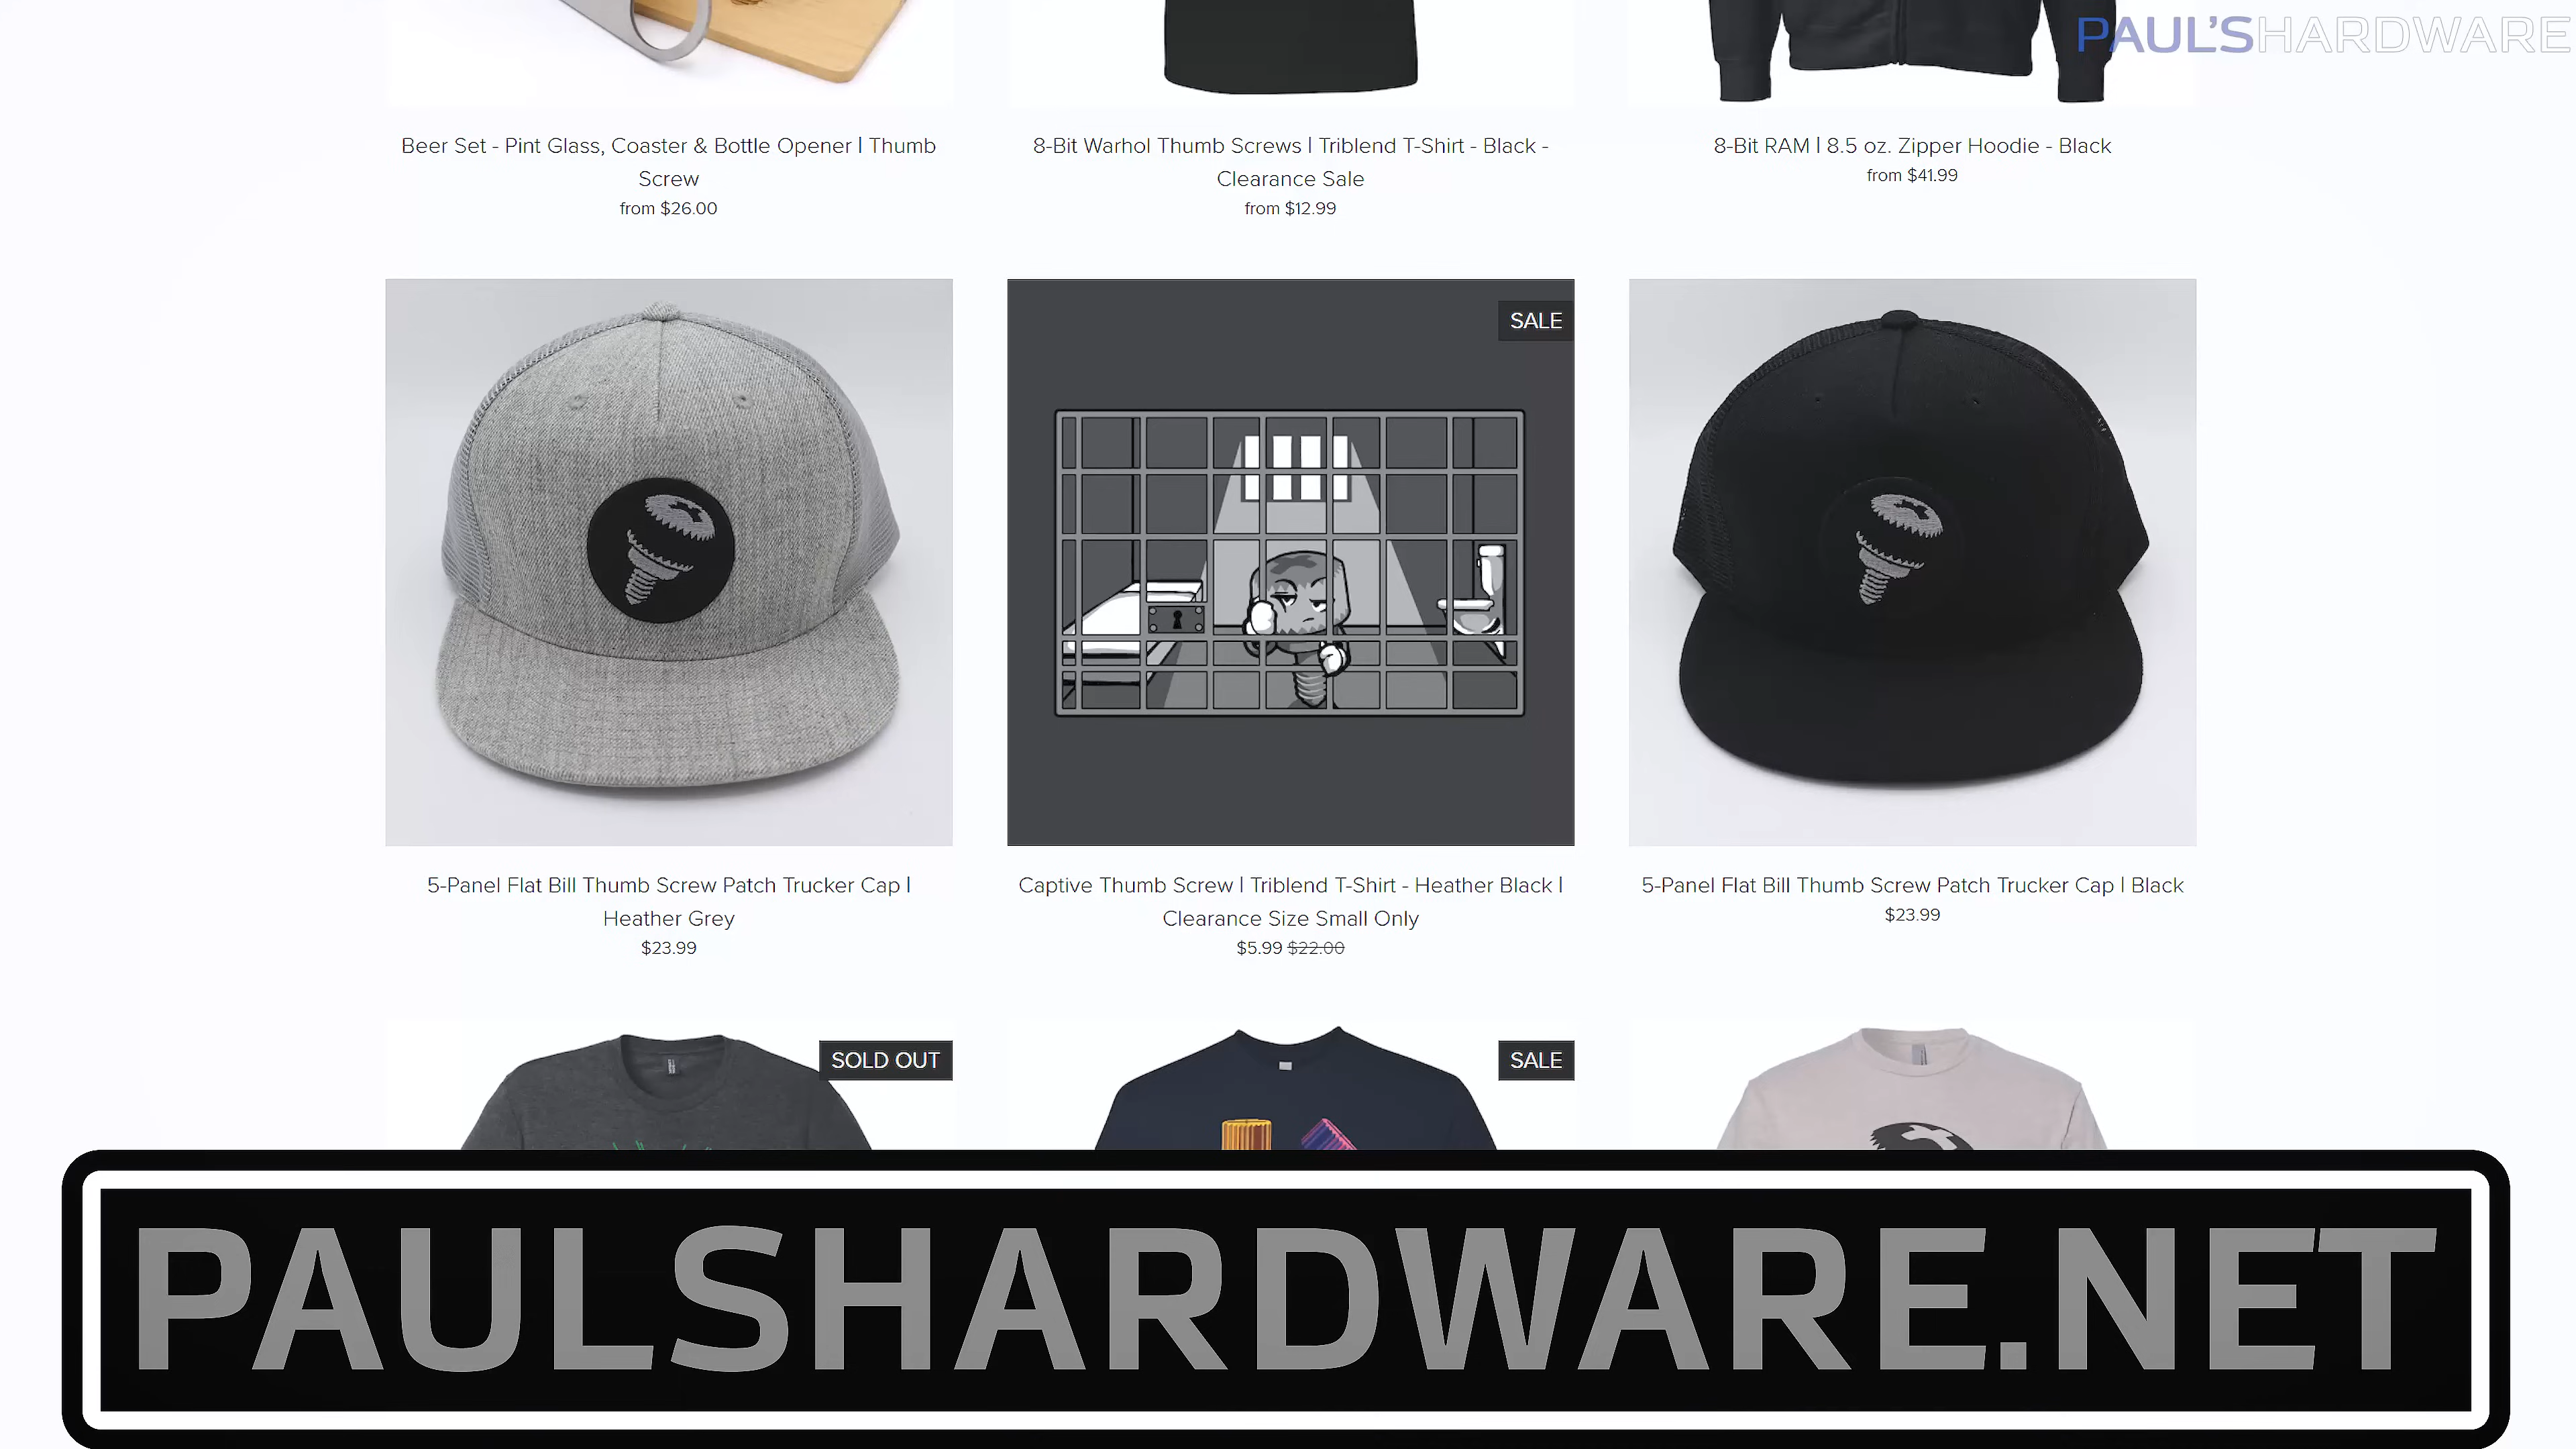 PAUL'SHARDWARE
Beer Set - Pint Glass, Coaster & Bottle Opener | Thumb
Screw
from $26.00
8-Bit Warhol Thumb Screws | Triblend T-Shirt - Black -
Clearance Sale
from $12.99
8-Bit RAM | 8.5 oz. Zipper Hoodie - Black
from $41.99
SALE
5-Panel Flat Bill Thumb Screw Patch Trucker Cap |
Heather Grey
$23.99
Captive Thumb Screw | Triblend T-Shirt - Heather Black |
Clearance Size Small Only
$5.99 $22.00
5-Panel Flat Bill Thumb Screw Patch Trucker Cap | Black
$23.99
SOLD OUT
SALE
PAULSHARDWARE.NET